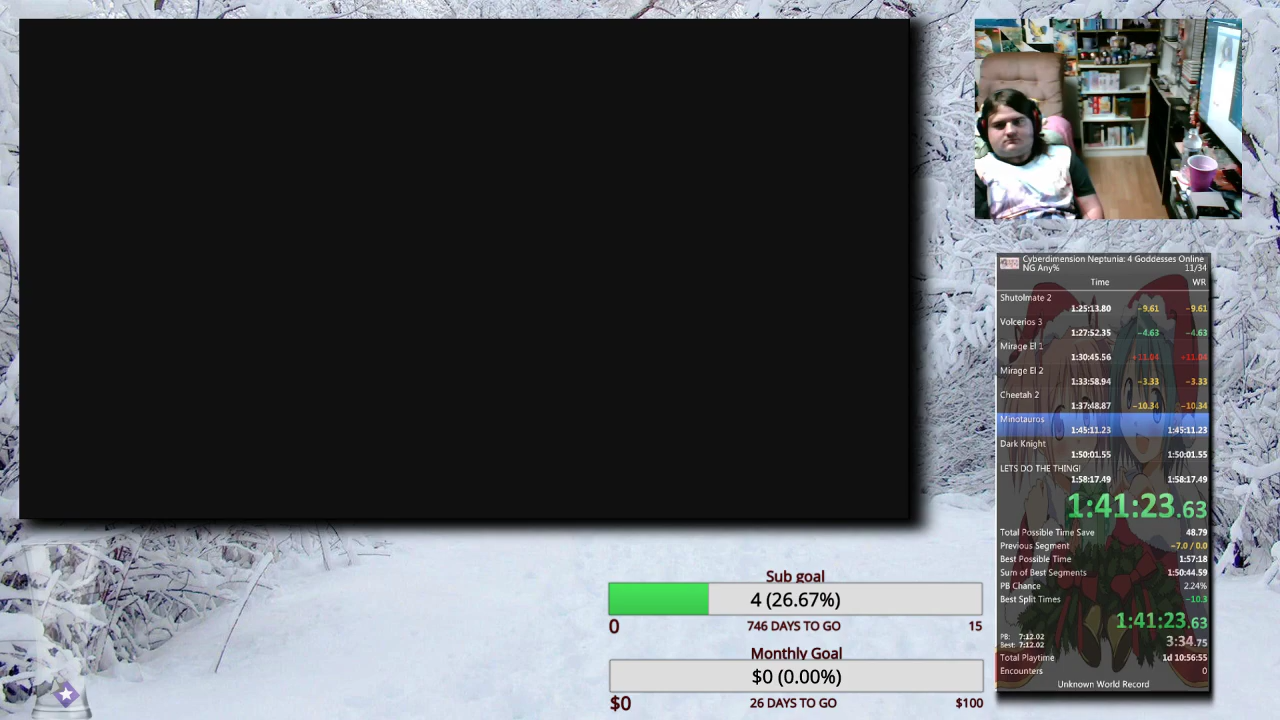 Cyberdimension Neptunia: 4 Goddesses Online
NG Any% 11/34
Time WR
Shutolmate 2
1:25:13.80 -9.61 -9.61
Volcerios 3
1:27:52.35 -4.63 -4.63
Mirage El 1
1:30:45.56 +11.04 +11.04
Mirage El 2
1:33:58.94 -3.33 -3.33
Cheetah 2
1:37:48.87 -10.34 -10.34
Minotauros
1:45:11.23 1:45:11.23
Dark Knight
1:50:01.55 1:50:01.55
LETS DO THE THING!
1:58:17.49 1:58:17.49
1:41:23.63
Total Possible Time Save 48.79
Previous Segment -7.0 / 0.0
Best Possible Time 1:57:18
Sum of Best Segments 1:50:44.59
PB Chance 2.24%
Best Split Times -10.3
1:41:23.63
PB: 7:12.02
Best: 7:12.02
3:34.75
Total Playtime 1d 10:56:55
Encounters 0
Unknown World Record
Sub goal
4 (26.67%)
0 746 DAYS TO GO 15
Monthly Goal
$0 (0.00%)
$0 26 DAYS TO GO $100